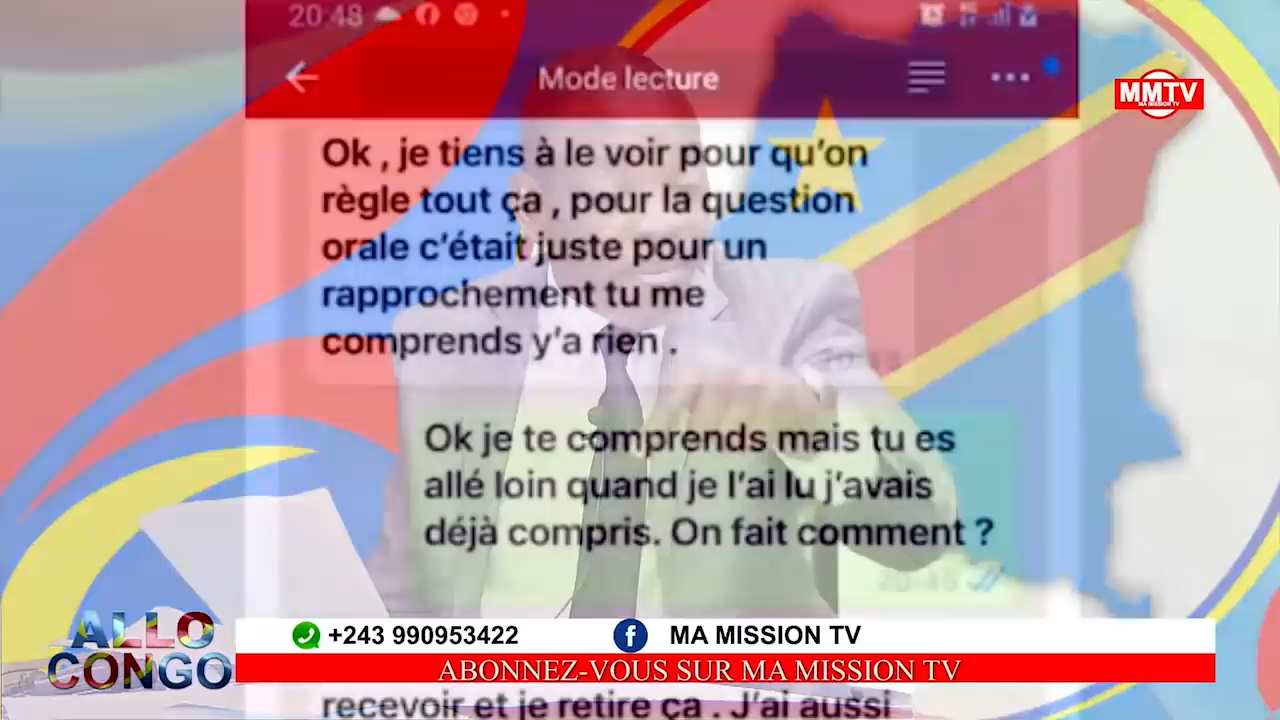 20:48
Mode lecture
MMTV
MA MISSION TV
Ok , je tiens à le voir pour qu'on
règle tout ça , pour la question
orale c'était juste pour un
rapprochement tu me
comprends y'a rien .
Ok je te comprends mais tu es
allé loin quand je l'ai lu j'avais
déjà compris. On fait comment ?
ALLO
CONGO
+243 990953422
MA MISSION TV
ABONNEZ-VOUS SUR MA MISSION TV
recevoir et je retire ça . J'ai aussi